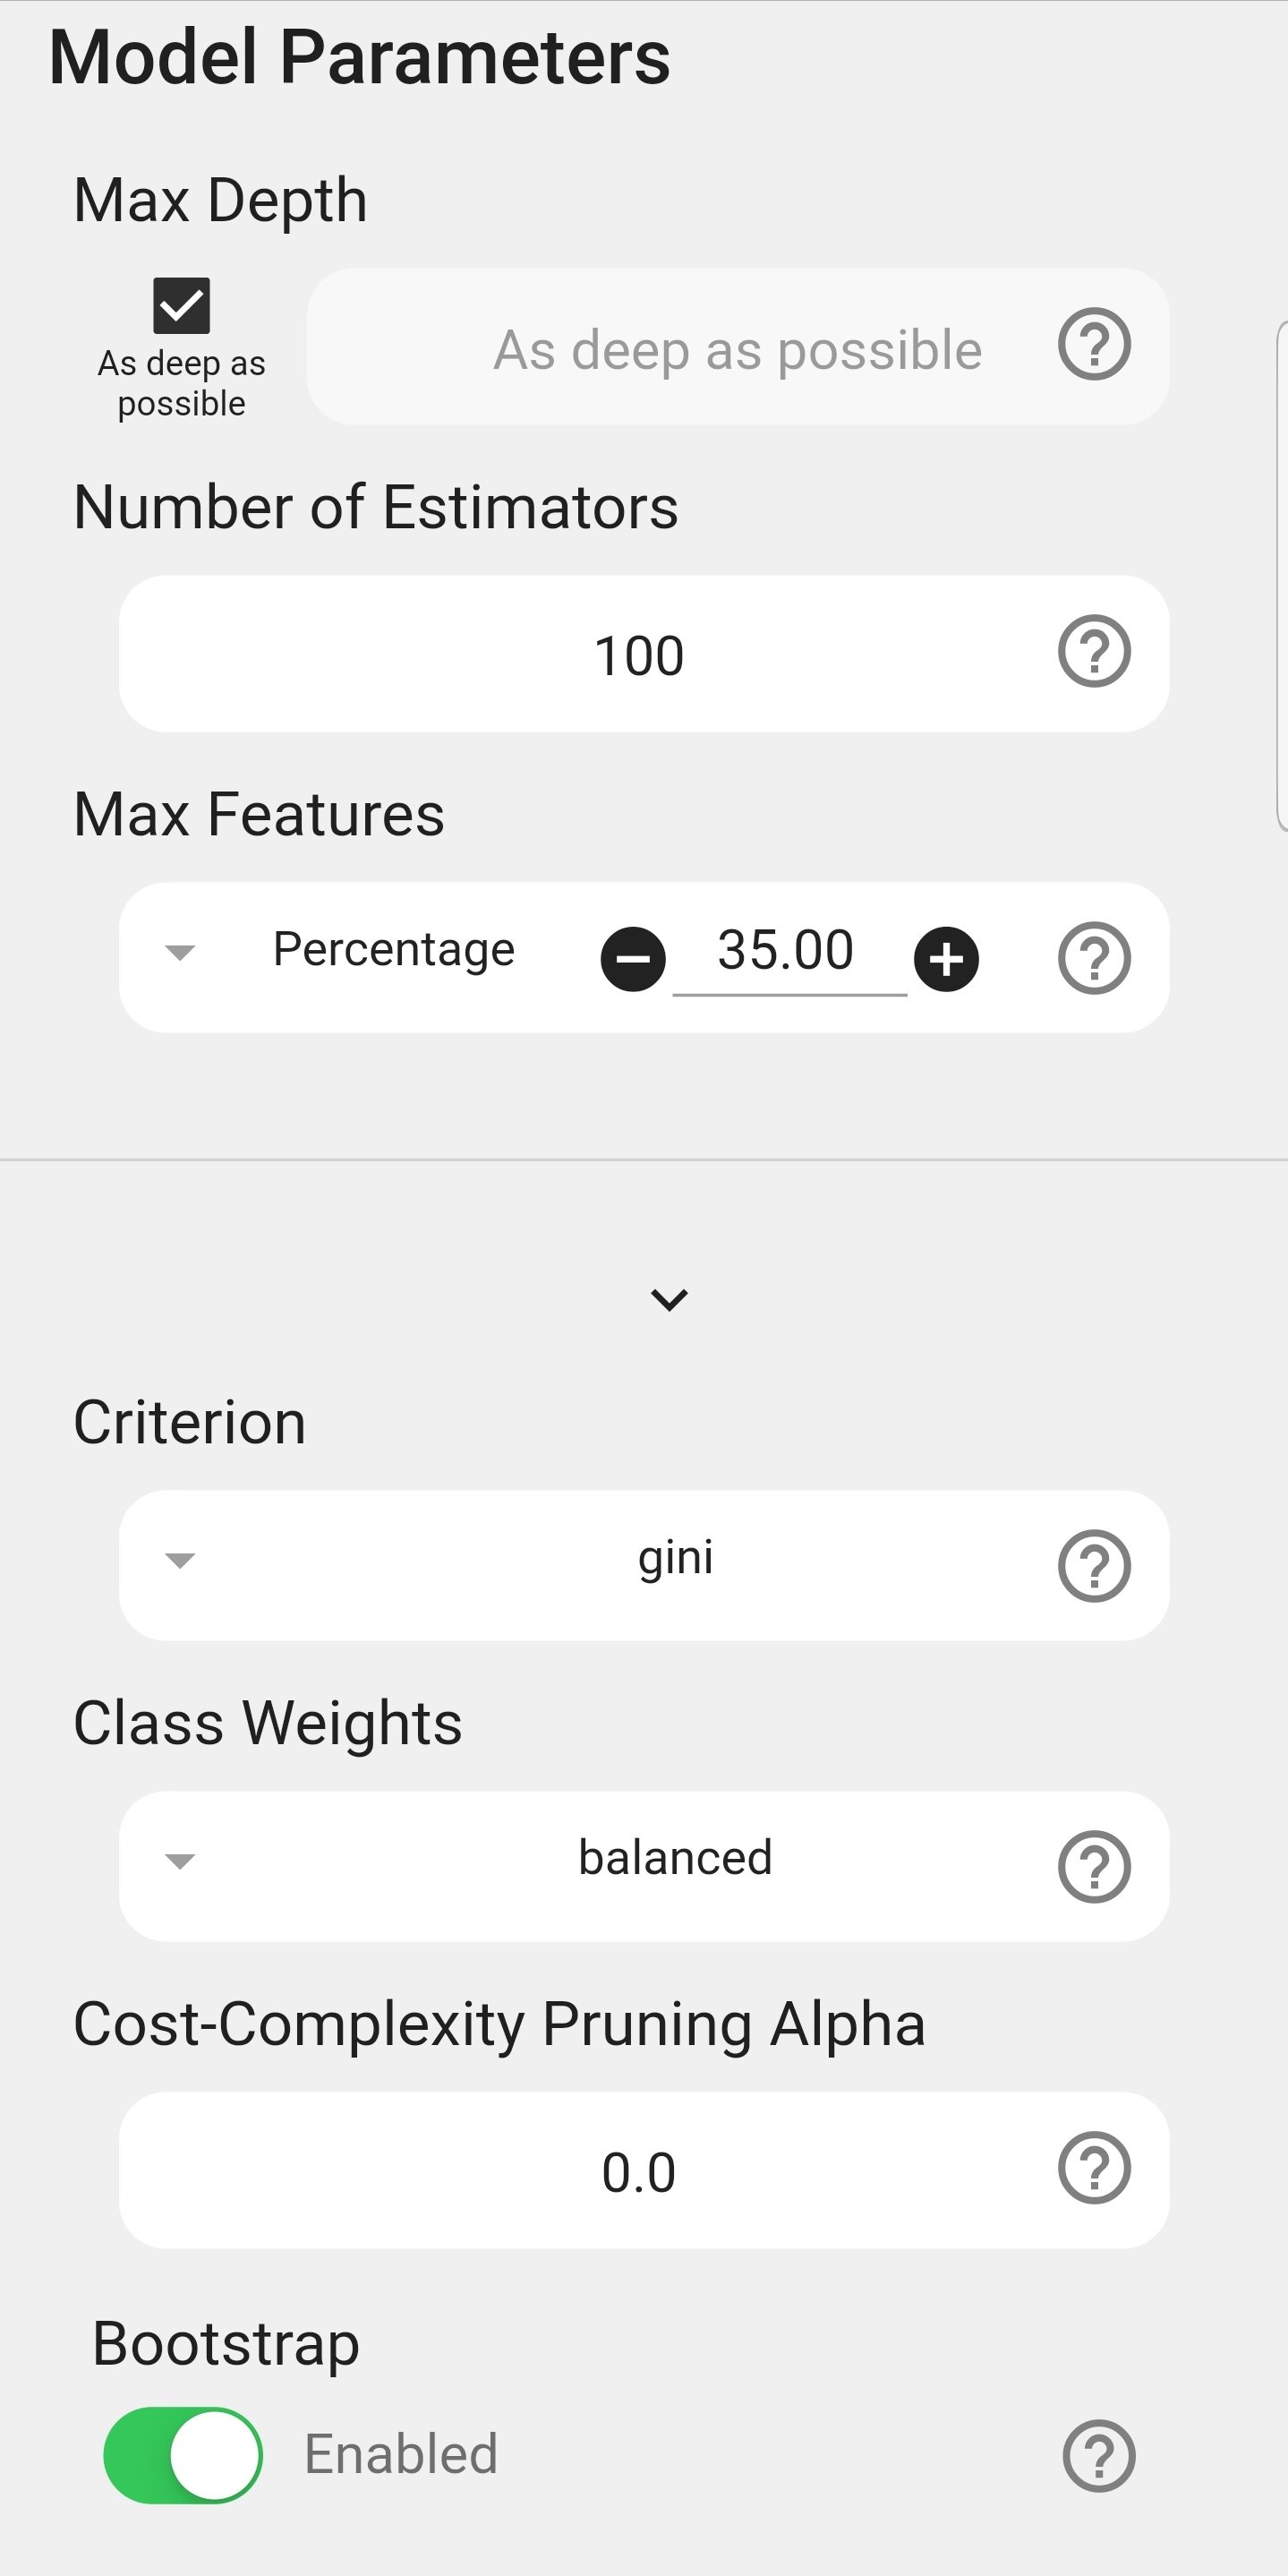 Model Parameters
Max Depth
As deep as
possible
As deep as possible
Number of Estimators
100
Max Features
Percentage 35.00
Criterion
gini
Class Weights
balanced
Cost-Complexity Pruning Alpha
0.0
Bootstrap
Enabled